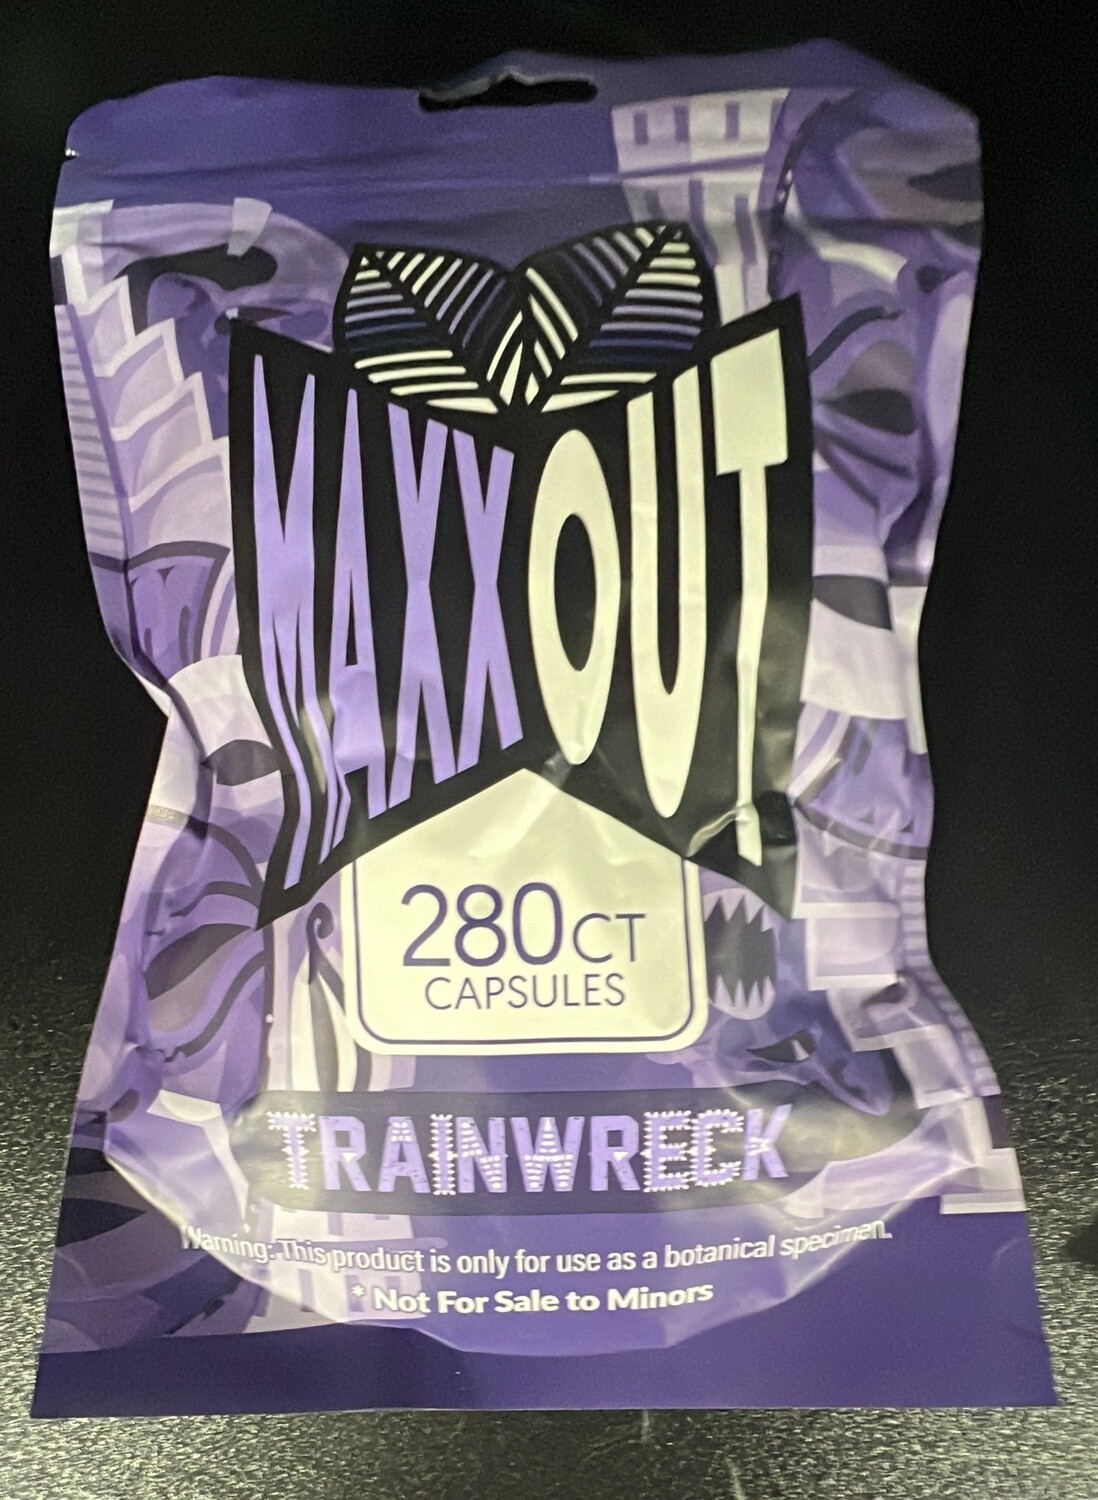 MAXXOUT
280CT
CAPSULES
TRAINWRECK
Warning: This product is only for use as a botanical specimen.
* Not For Sale to Minors